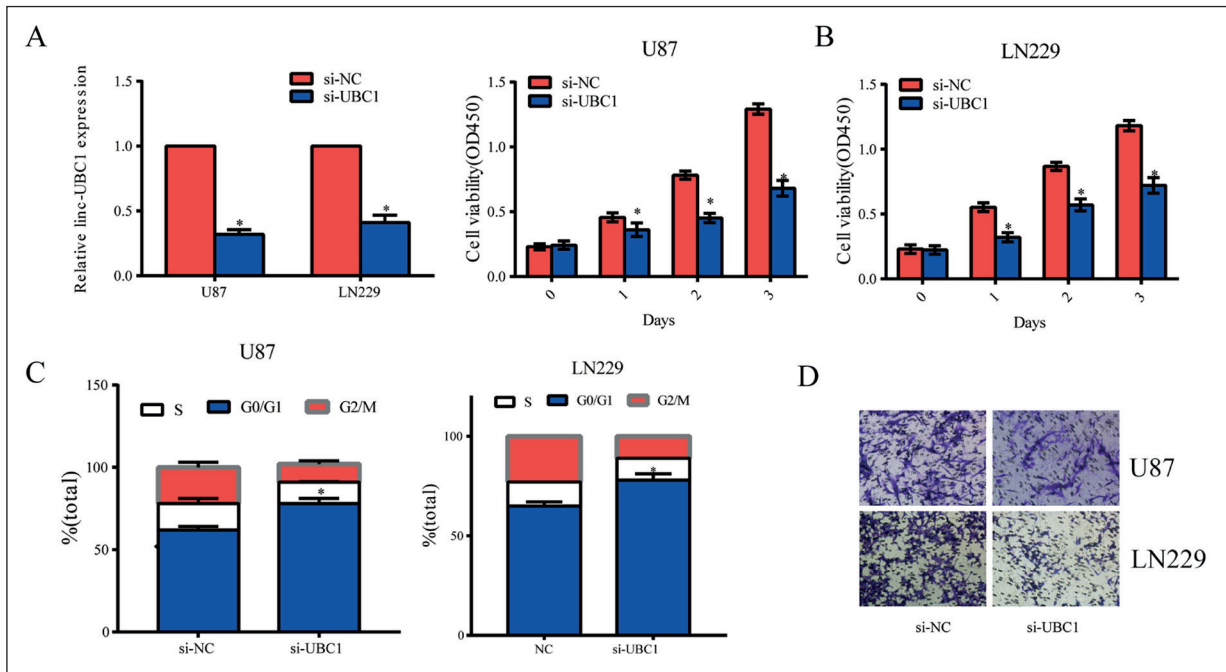 A
si-NC
si-UBC1
Relative linc-UBC1 expression
1.5
1.0
0.5
0.0
U87
LN229
U87
si-NC
si-UBC1
Cell viability(OD450)
1.5
1.0
0.5
0.0
*
*
*
*
*
0
1
2
3
Days
B
LN229
si-NC
si-UBC1
Cell viability(OD450)
1.5
1.0
0.5
0.0
*
*
*
0
1
2
3
Days
C
U87
S
G0/G1
G2/M
%(total)
150
100
50
0
*
si-NC
si-UBC1
LN229
S
G0/G1
G2/M
%(total)
100
50
0
*
NC
si-UBC1
D
U87
LN229
si-NC
si-UBC1